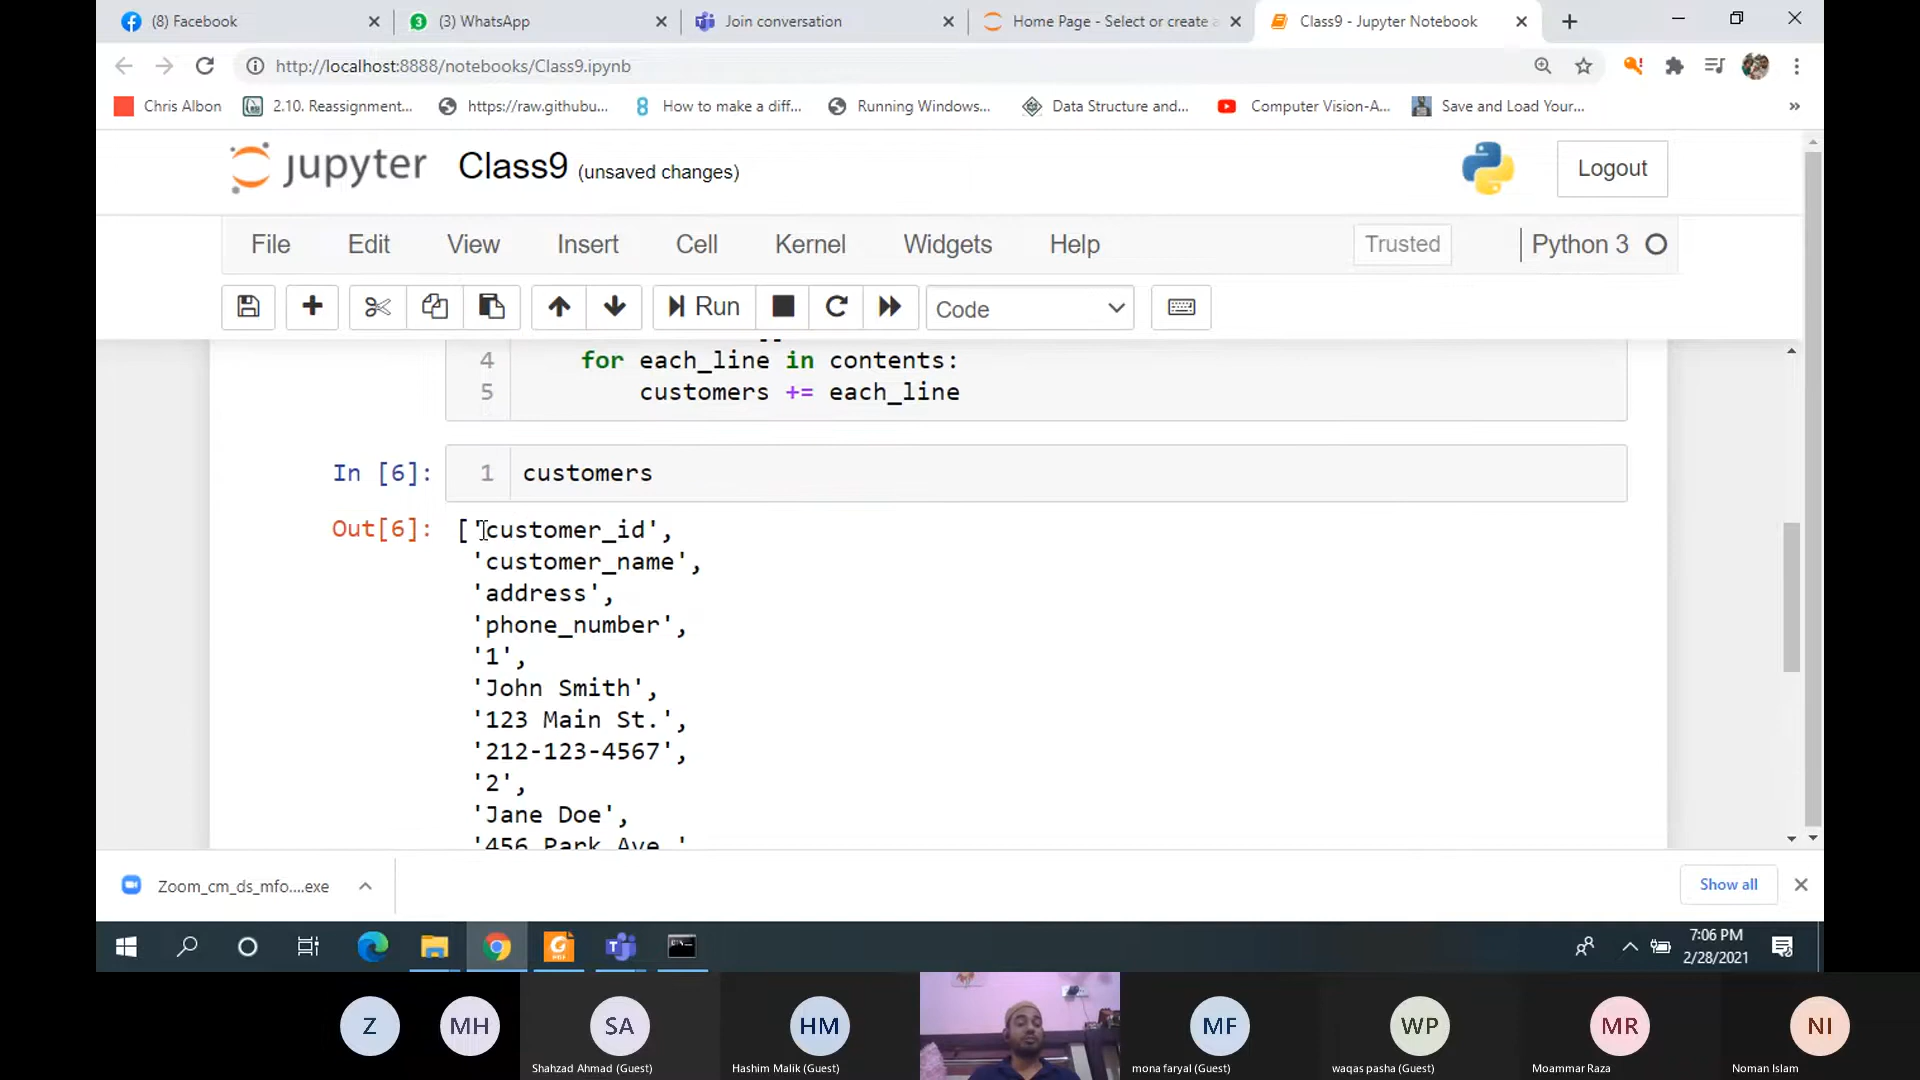 (8) Facebook
(3) WhatsApp
Join conversation
Home Page - Select or create a
Class9 - Jupyter Notebook
http://localhost:8888/notebooks/Class9.ipynb
Chris Albon
2.10. Reassignment...
https://raw.githubu...
How to make a diff...
Running Windows...
Data Structure and...
Computer Vision-A...
Save and Load Your...
»
jupyter Class9 (unsaved changes)
Logout
File Edit View Insert Cell Kernel Widgets Help
Trusted
Python 3
Run
Code
4 for each_line in contents:
5 customers += each_line
In [6]: 1 customers
Out[6]: ['customer_id',
'customer_name',
'address',
'phone_number',
'1',
'John Smith',
'123 Main St.',
'212-123-4567',
'2',
'Jane Doe',
'456 Park Ave.'
Zoom_cm_ds_mfo....exe
Show all
7:06 PM
2/28/2021
Z
MH
SA
HM
MF
WP
MR
NI
Shahzad Ahmad (Guest)
Hashim Malik (Guest)
mona faryal (Guest)
waqas pasha (Guest)
Moammar Raza
Noman Islam